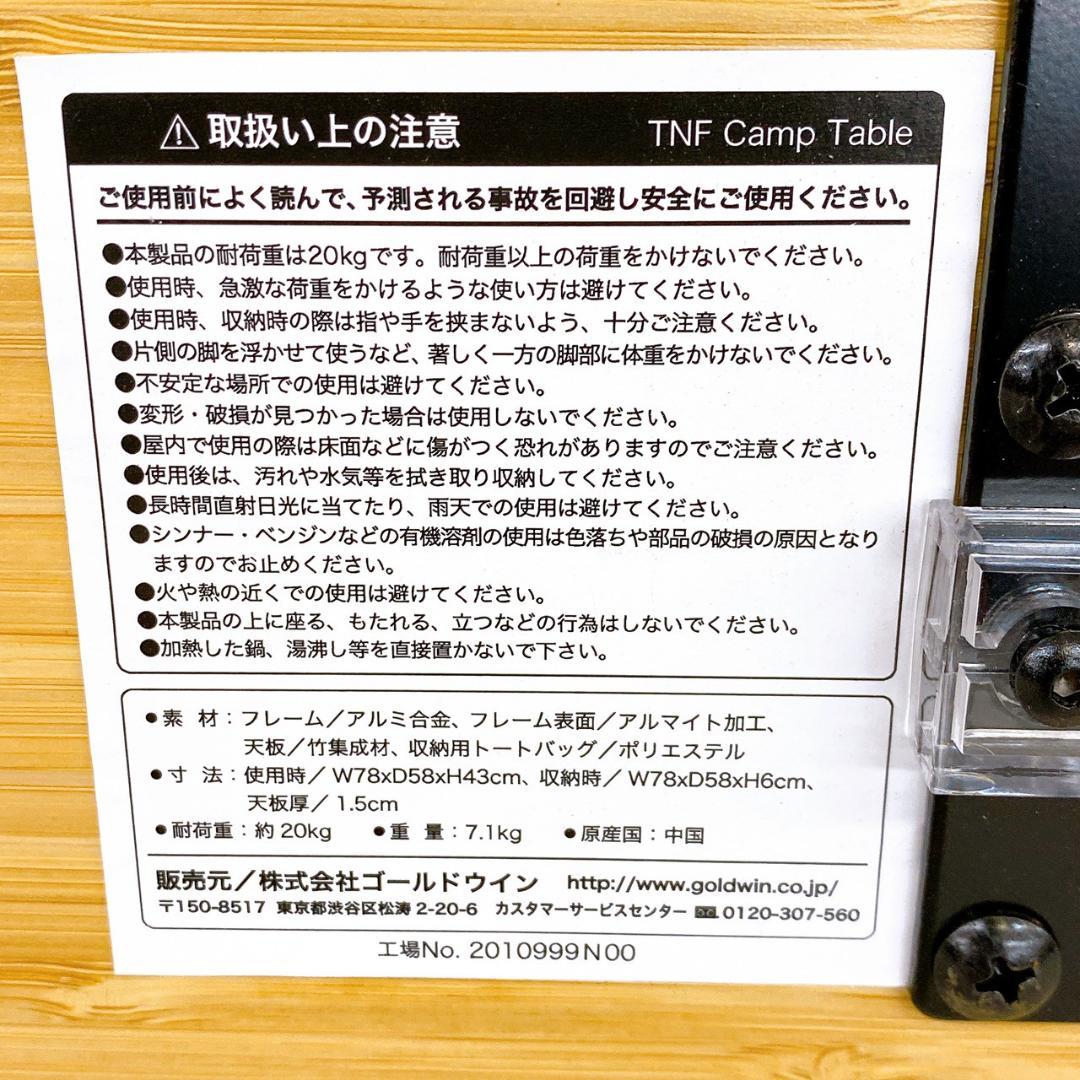 ⚠ 取扱い上の注意 TNF Camp Table
ご使用前によく読んで、予測される事故を回避し安全にご使用ください。
●本製品の耐荷重は20kgです。耐荷重以上の荷重をかけないでください。
●使用時、急激な荷重をかけるような使い方は避けてください。
●使用時、収納時の際は指や手を挟まないよう、十分ご注意ください。
●片側の脚を浮かせて使うなど、著しく一方の脚部に体重をかけないでください。
●不安定な場所での使用は避けてください。
●変形・破損が見つかった場合は使用しないでください。
●屋内で使用の際は床面などに傷がつく恐れがありますのでご注意ください。
●使用後は、汚れや水気等を拭き取り収納してください。
●長時間直射日光に当てたり、雨天での使用は避けてください。
●シンナー・ベンジンなどの有機溶剤の使用は色落ちや部品の破損の原因となり
ますのでお止めください。
●火や熱の近くでの使用は避けてください。
●本製品の上に座る、もたれる、立つなどの行為はしないでください。
●加熱した鍋、湯沸し等を直接置かないで下さい。
●素 材：フレーム／アルミ合金、フレーム表面／アルマイト加工、
天板／竹集成材、収納用トートバッグ／ポリエステル
●寸 法：使用時／W78xD58xH43cm、収納時／W78xD58xH6cm、
天板厚／1.5cm
●耐荷重：約20kg ●重 量：7.1kg ●原産国：中国
販売元／株式会社ゴールドウイン http://www.goldwin.co.jp/
〒150-8517 東京都渋谷区松涛2-20-6 カスタマーサービスセンター 0120-307-560
工場No. 2010999N00